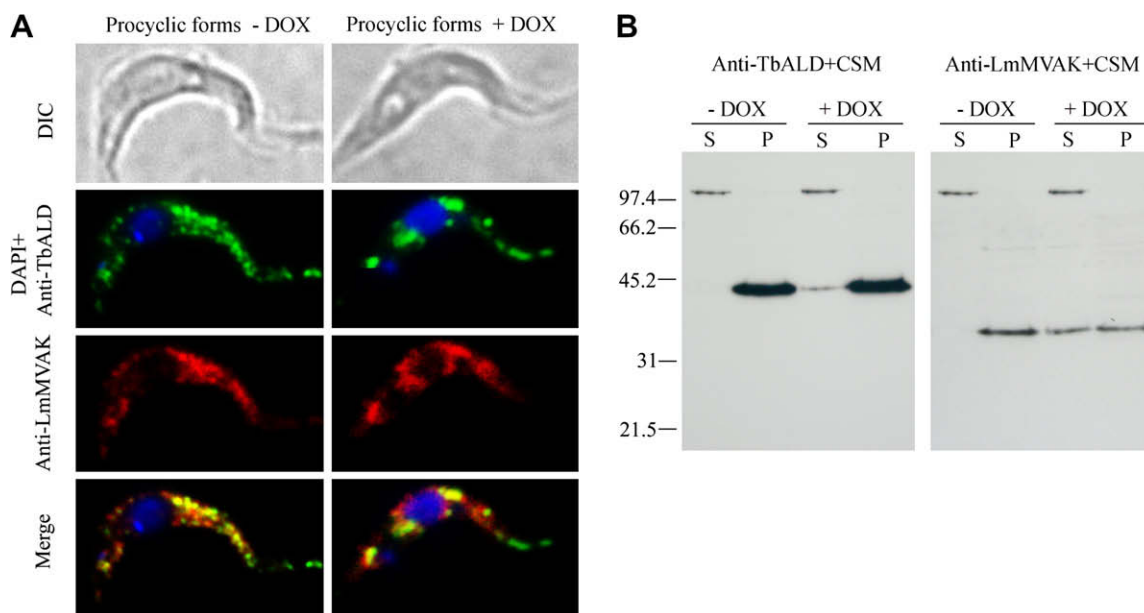 A
Procyclic forms - DOX
Procyclic forms + DOX
DIC
DAPI+
Anti-TbALD
Anti-LmMVAK
Merge
B
Anti-TbALD+CSM
Anti-LmMVAK+CSM
- DOX
+ DOX
- DOX
+ DOX
S P S P
S P S P
97.4
66.2
45.2
31
21.5